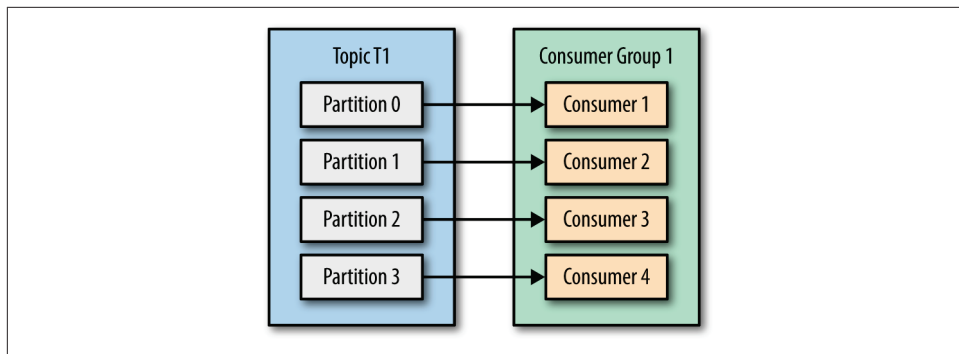 Topic T1
Partition 0
Partition 1
Partition 2
Partition 3
Consumer Group 1
Consumer 1
Consumer 2
Consumer 3
Consumer 4